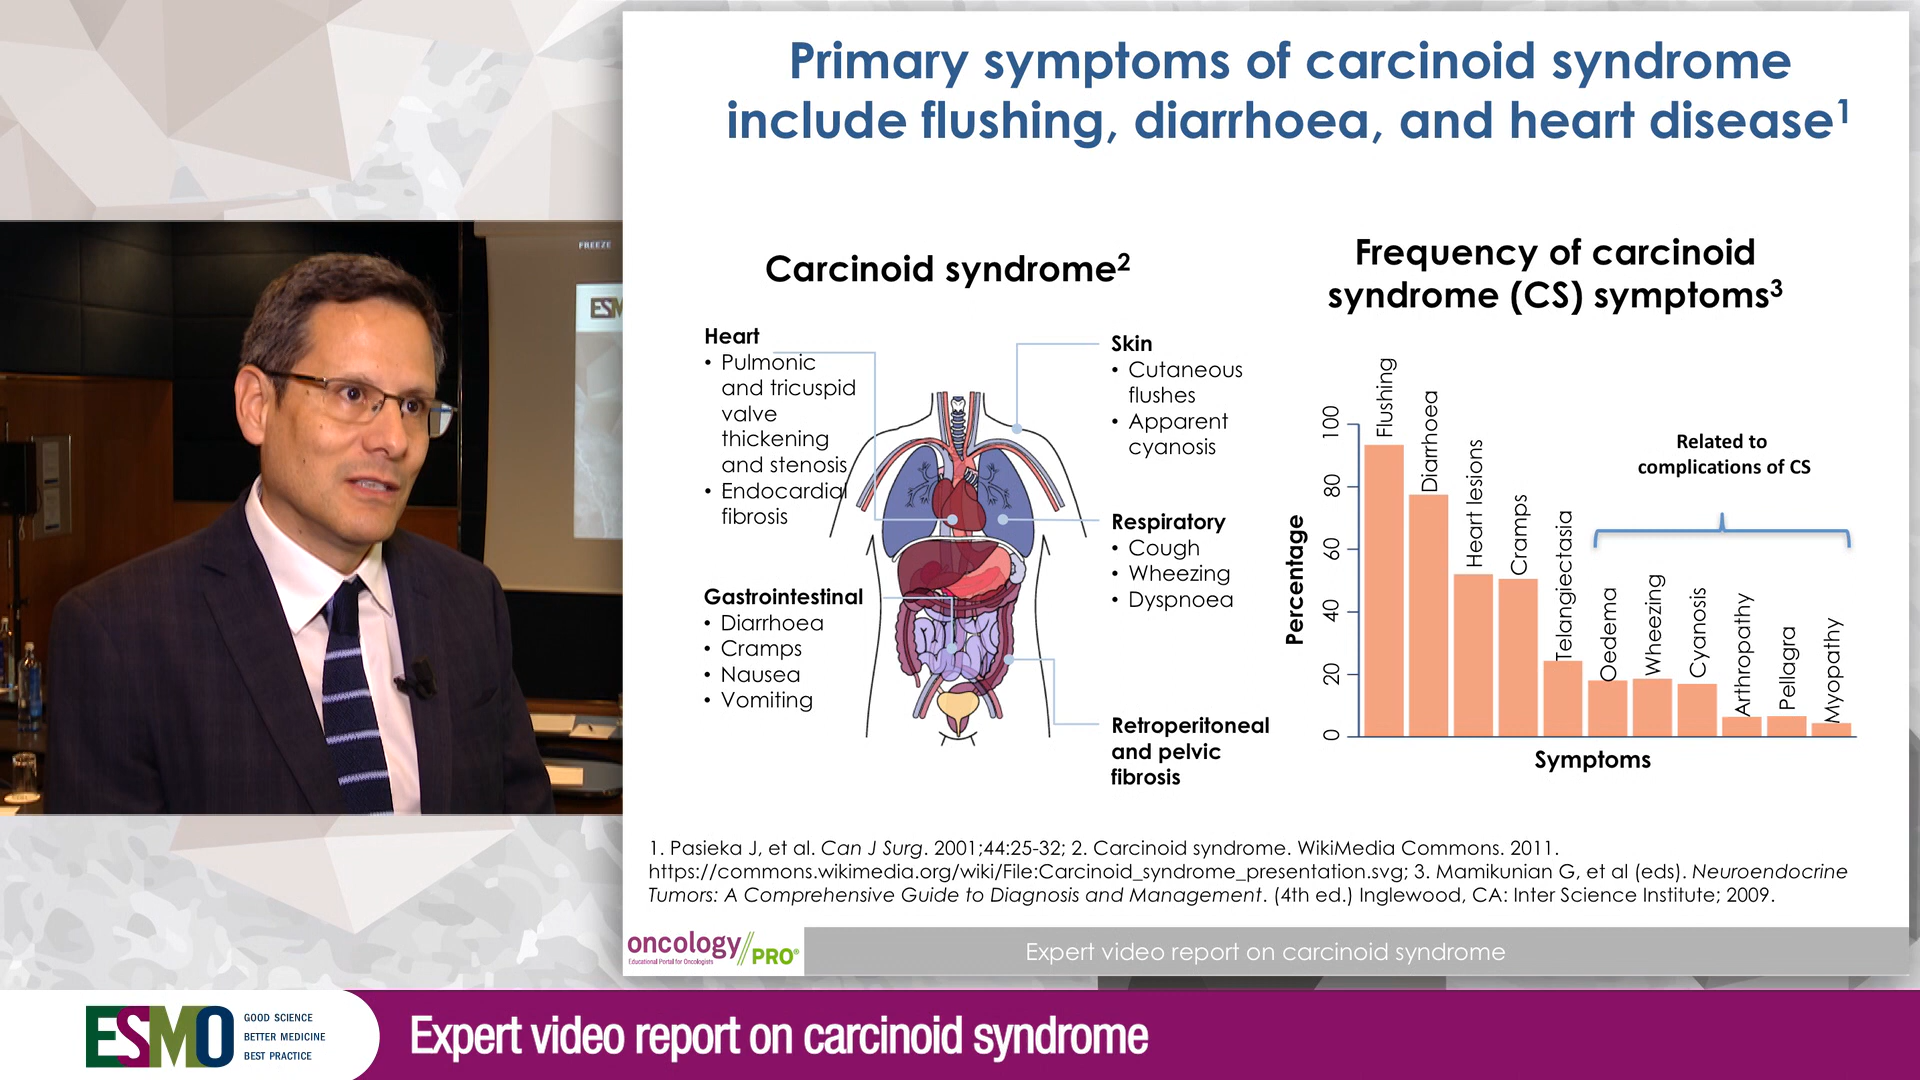 Primary symptoms of carcinoid syndrome
include flushing, diarrhoea, and heart disease¹
FREEZE
ESM
Carcinoid syndrome²
Heart
• Pulmonic
and tricuspid
valve
thickening
and stenosis
• Endocardial
fibrosis
Gastrointestinal
• Diarrhoea
• Cramps
• Nausea
• Vomiting
Skin
• Cutaneous
flushes
• Apparent
cyanosis
Respiratory
• Cough
• Wheezing
• Dyspnoea
Retroperitoneal
and pelvic
fibrosis
Frequency of carcinoid
syndrome (CS) symptoms³
Percentage
100
80
60
40
20
0
Flushing
Diarrhoea
Heart lesions
Cramps
Telangiectasia
Oedema
Wheezing
Cyanosis
Arthropathy
Pellagra
Myopathy
Related to
complications of CS
Symptoms
1. Pasieka J, et al. Can J Surg. 2001;44:25-32; 2. Carcinoid syndrome. WikiMedia Commons. 2011.
https://commons.wikimedia.org/wiki/File:Carcinoid_syndrome_presentation.svg; 3. Mamikunian G, et al (eds). Neuroendocrine
Tumors: A Comprehensive Guide to Diagnosis and Management. (4th ed.) Inglewood, CA: Inter Science Institute; 2009.
oncology//PRO®
Educational Portal for Oncologists
Expert video report on carcinoid syndrome
ESMO
GOOD SCIENCE
BETTER MEDICINE
BEST PRACTICE
Expert video report on carcinoid syndrome